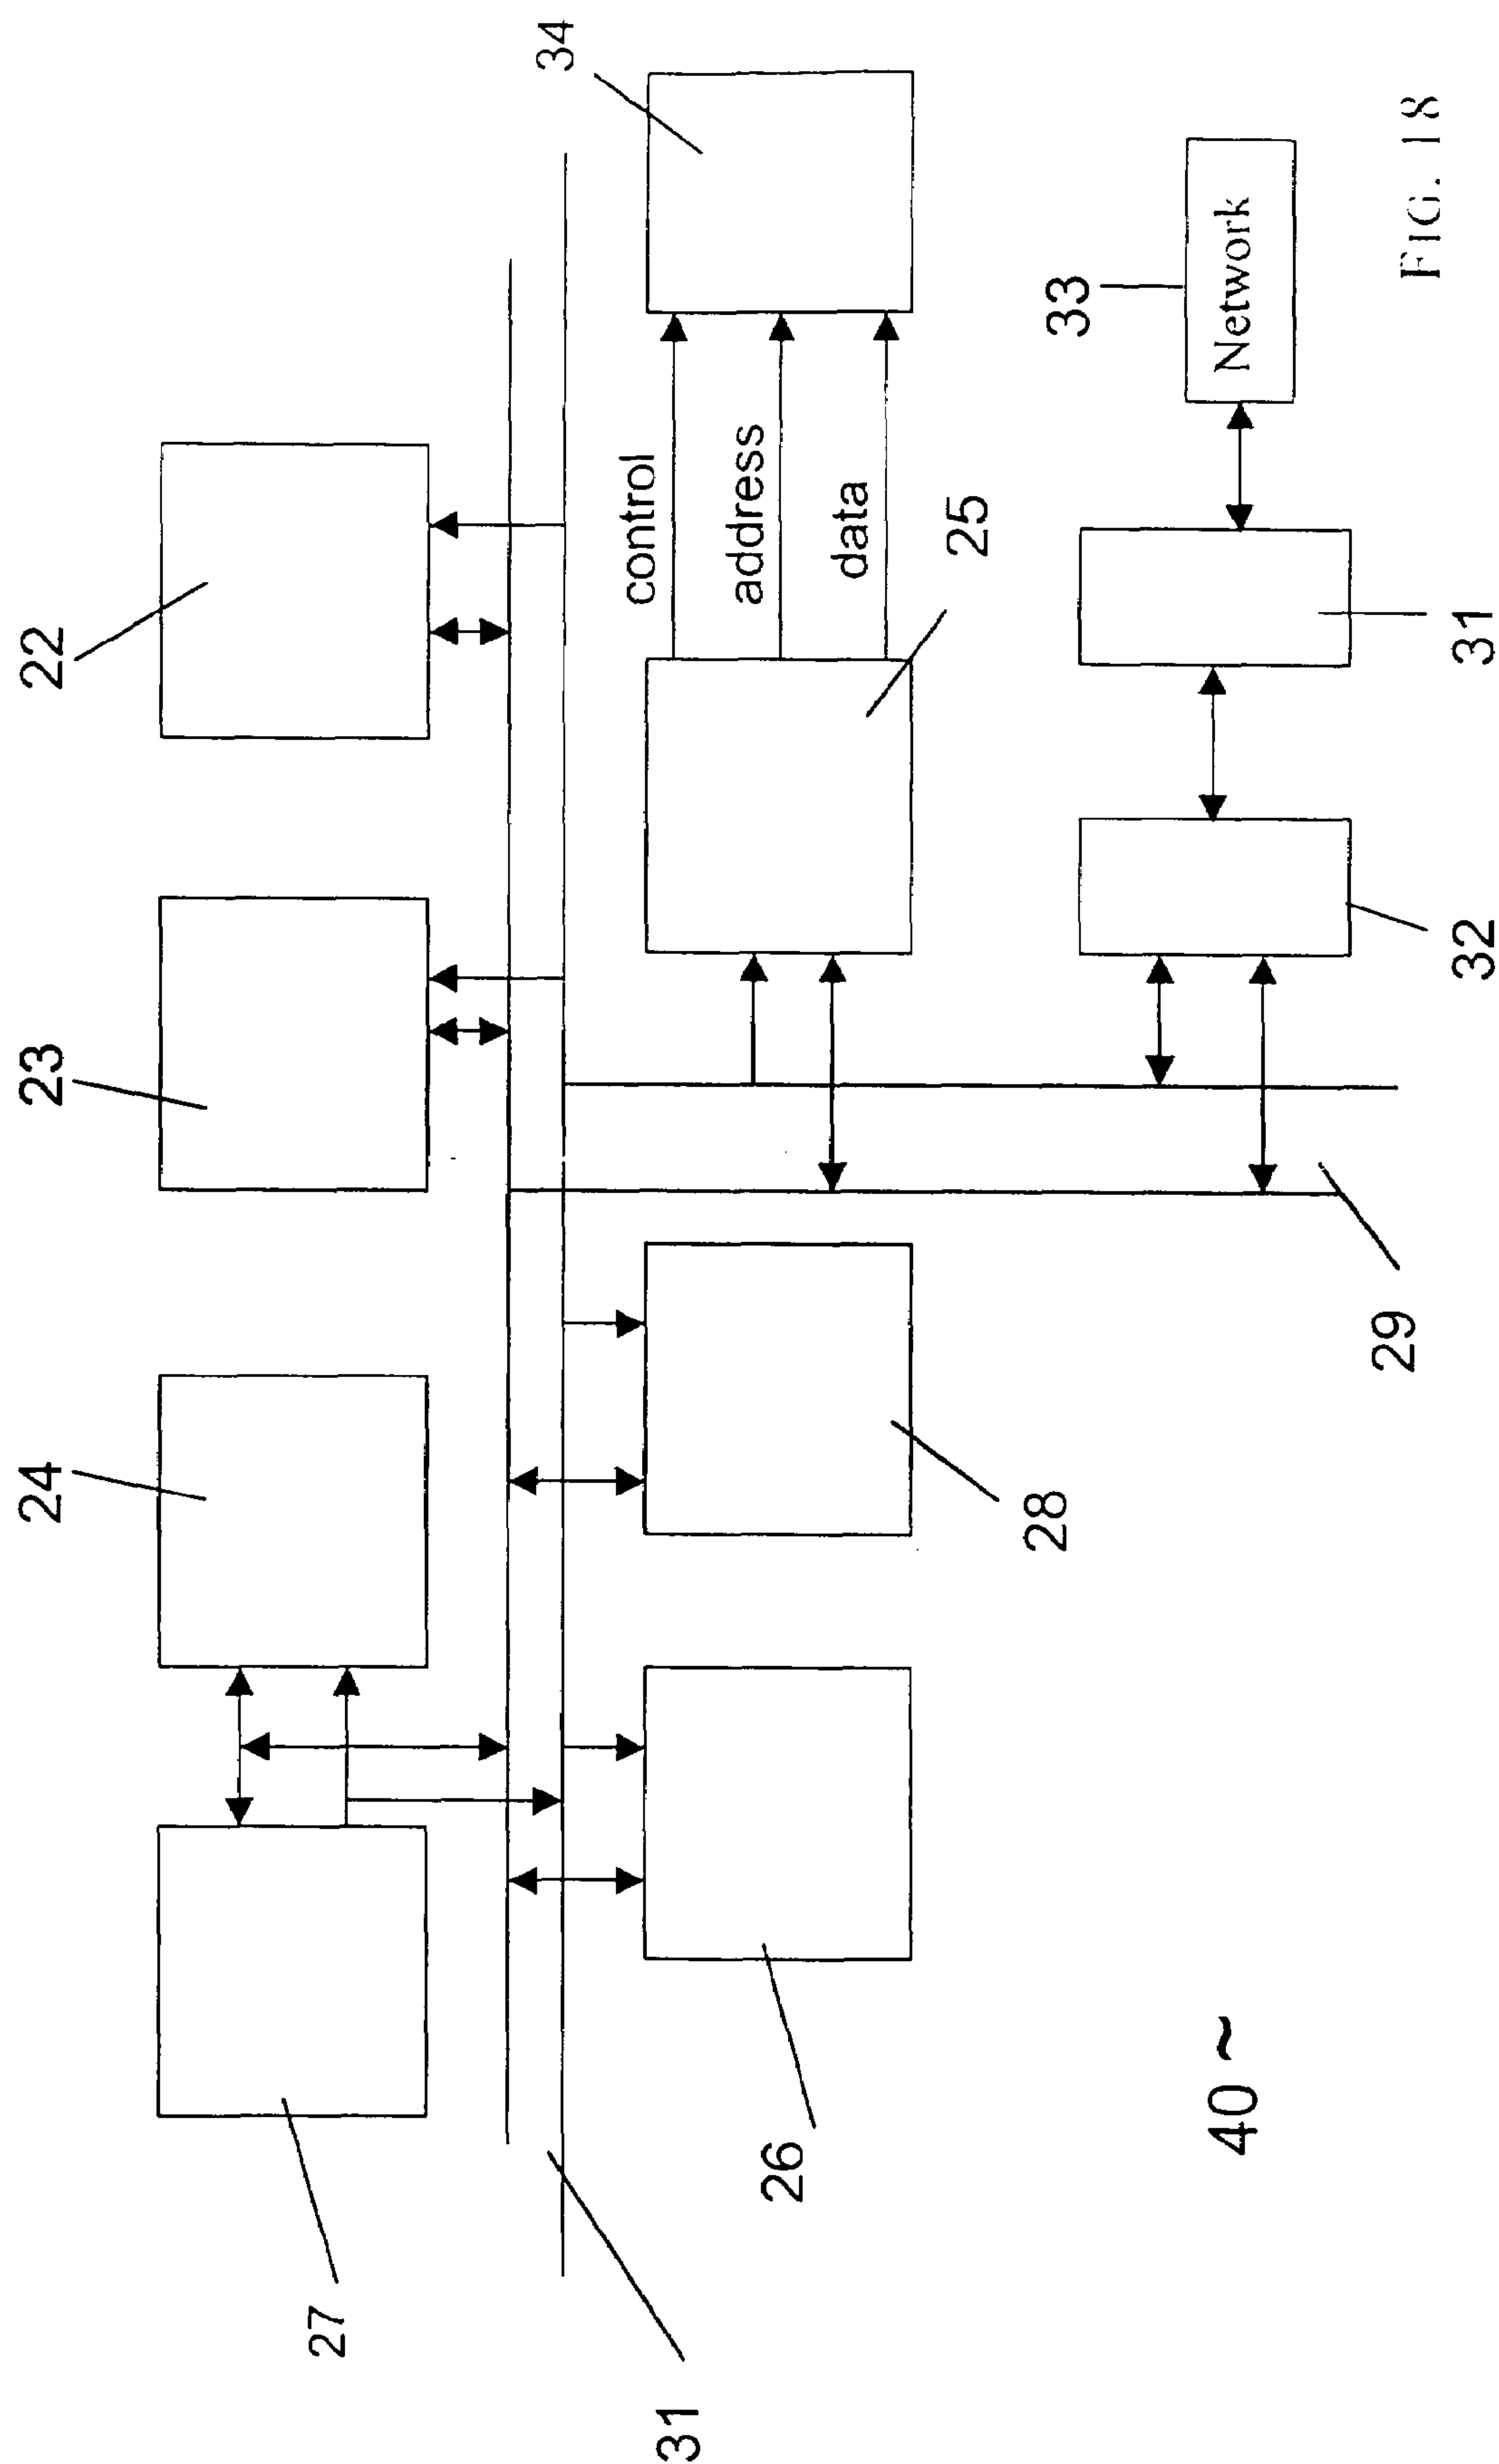 22
23
24
27
34
control
address
data
25
33
Network
31
32
29
28
26
31
40 ~
FIG. 18